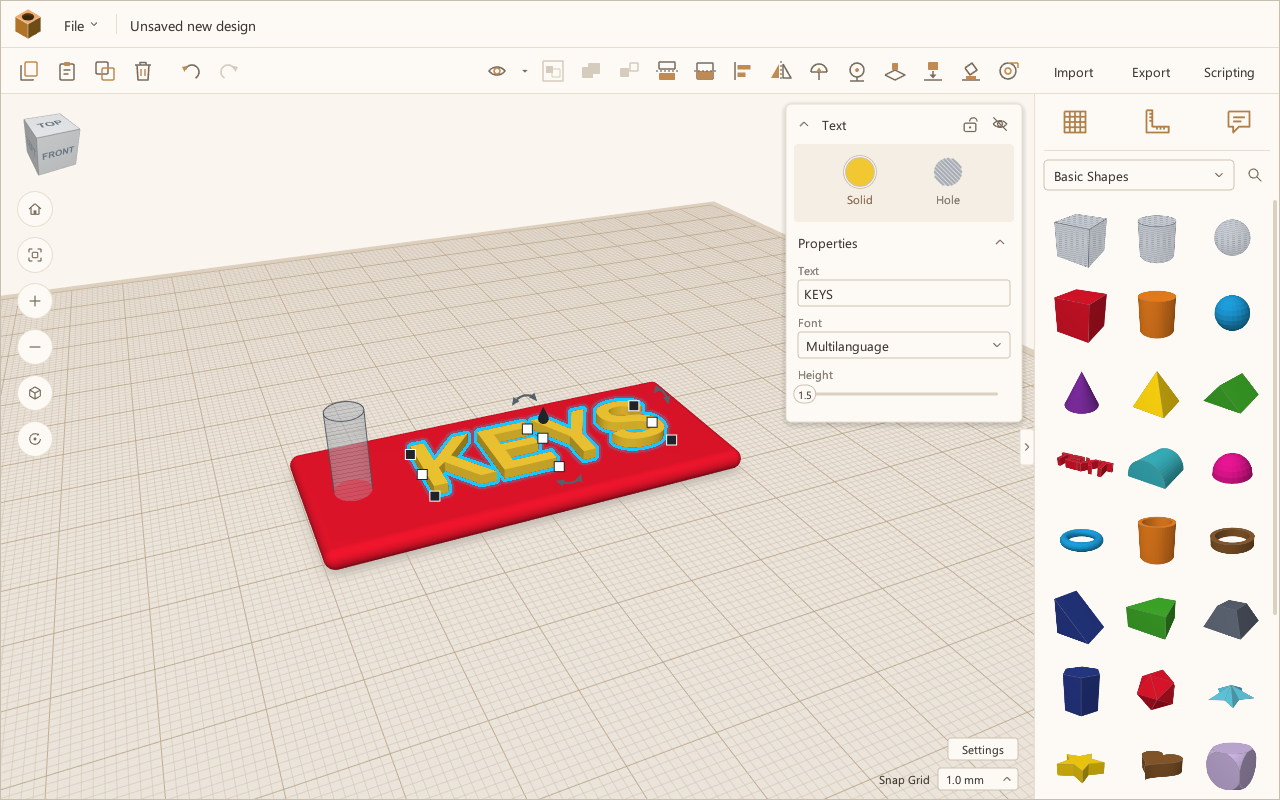 File
Unsaved new design
Import
Export
Scripting
TOP
FRONT
Text
Solid
Hole
Properties
Text
KEYS
Font
Multilanguage
Height
1.5
Basic Shapes
KEYS
Settings
Snap Grid
1.0 mm